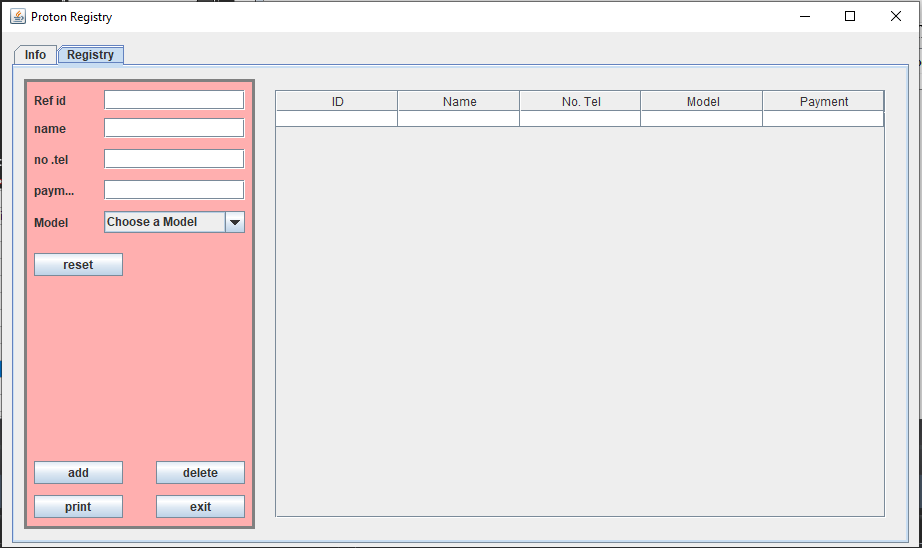 Proton Registry
Info Registry
Ref id
name
no .tel
paym...
Model Choose a Model
reset
add delete
print exit
ID Name No. Tel Model Payment